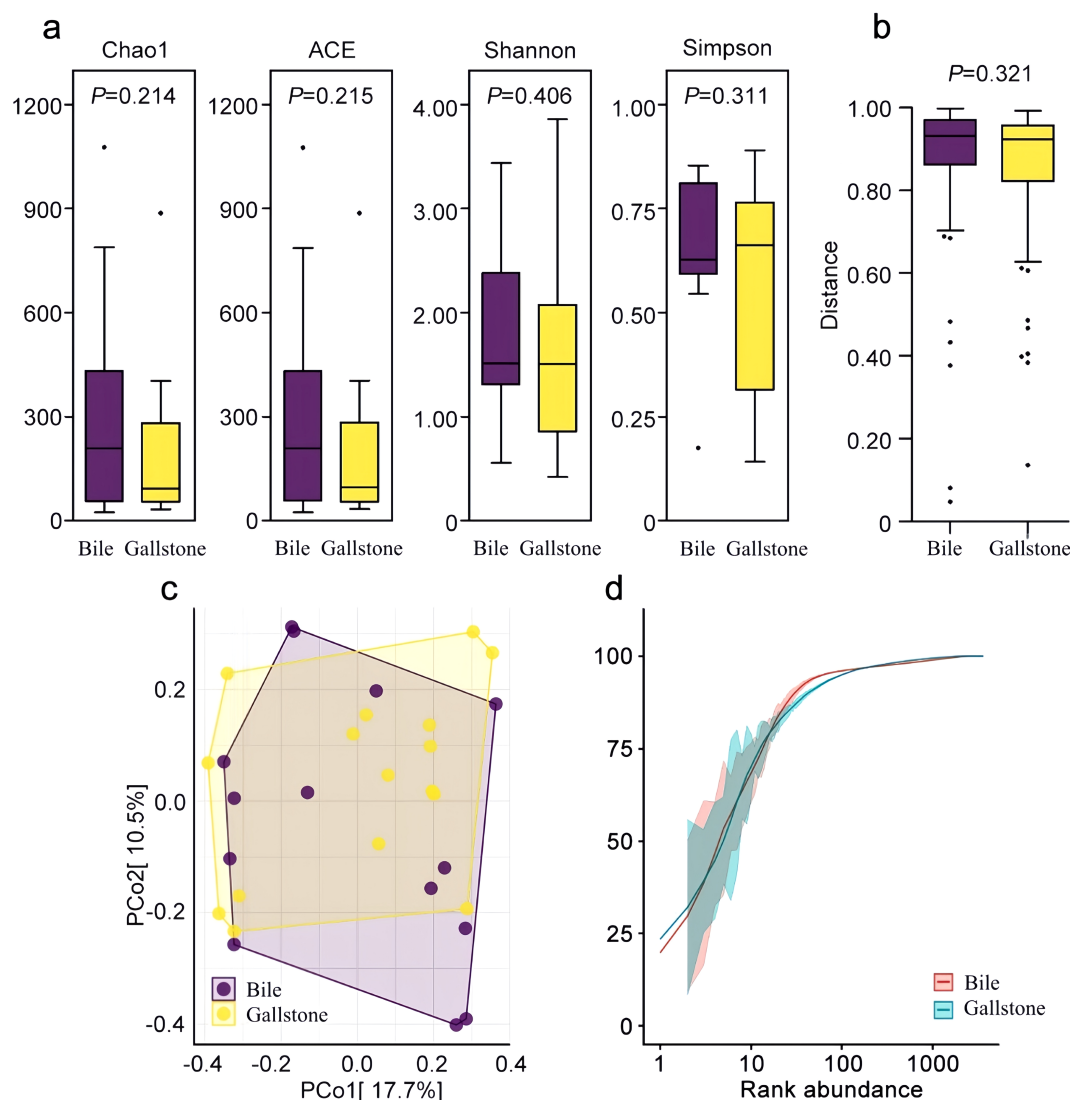 a
Chao1
P=0.214
1200
900
600
300
0
Bile Gallstone
ACE
P=0.215
1200
900
600
300
0
Bile Gallstone
Shannon
P=0.406
4.00
3.00
2.00
1.00
0
Bile Gallstone
Simpson
P=0.311
1.00
0.75
0.50
0.25
0
Bile Gallstone
b
P=0.321
Distance
1.00
0.80
0.60
0.40
0.20
0
Bile Gallstone
c
PCo2[ 10.5%]
0.2
0.0
-0.2
-0.4
Bile
Gallstone
-0.4 -0.2 0.0 0.2 0.4
PCo1[ 17.7%]
d
100
75
50
25
0
Bile
Gallstone
1 10 100 1000
Rank abundance